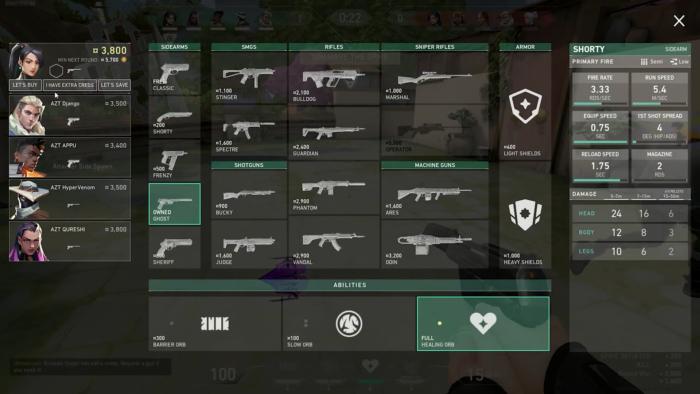 0:22
SIDEARMS
SMGS
RIFLES
SNIPER RIFLES
ARMOR
SHORTY
SIDEARM
¤ 3,800
MIN NEXT ROUND: ¤ 5,700
LET'S BUY
I HAVE EXTRA CREDS
LET'S SAVE
AZT Django
¤ 3,500
AZT APPU
¤ 3,400
AZT HyperVenom
¤ 3,500
AZT QURESHI
¤ 3,800
FREE
CLASSIC
¤200
SHORTY
¤500
FRENZY
OWNED
GHOST
SHERIFF
¤1,100
STINGER
¤1,600
SPECTRE
SHOTGUNS
¤900
BUCKY
¤1,600
JUDGE
¤2,100
BULLDOG
¤2,400
GUARDIAN
¤2,900
PHANTOM
¤2,900
VANDAL
¤1,000
MARSHAL
OPERATOR
MACHINE GUNS
¤1,600
ARES
¤3,200
ODIN
¤400
LIGHT SHIELDS
¤1,000
HEAVY SHIELDS
PRIMARY FIRE
Semi
Low
FIRE RATE
3.33
RDS/SEC
RUN SPEED
5.4
M/SEC
EQUIP SPEED
0.75
SEC
1ST SHOT SPREAD
4
DEG (HIP/ADS)
RELOAD SPEED
1.75
SEC
MAGAZINE
2
RDS
DAMAGE
HEAD 24 16 6
BODY 12 8 3
LEGS 10 6 2
ABILITIES
¤300
BARRIER ORB
¤100
SLOW ORB
FULL
HEALING ORB
100